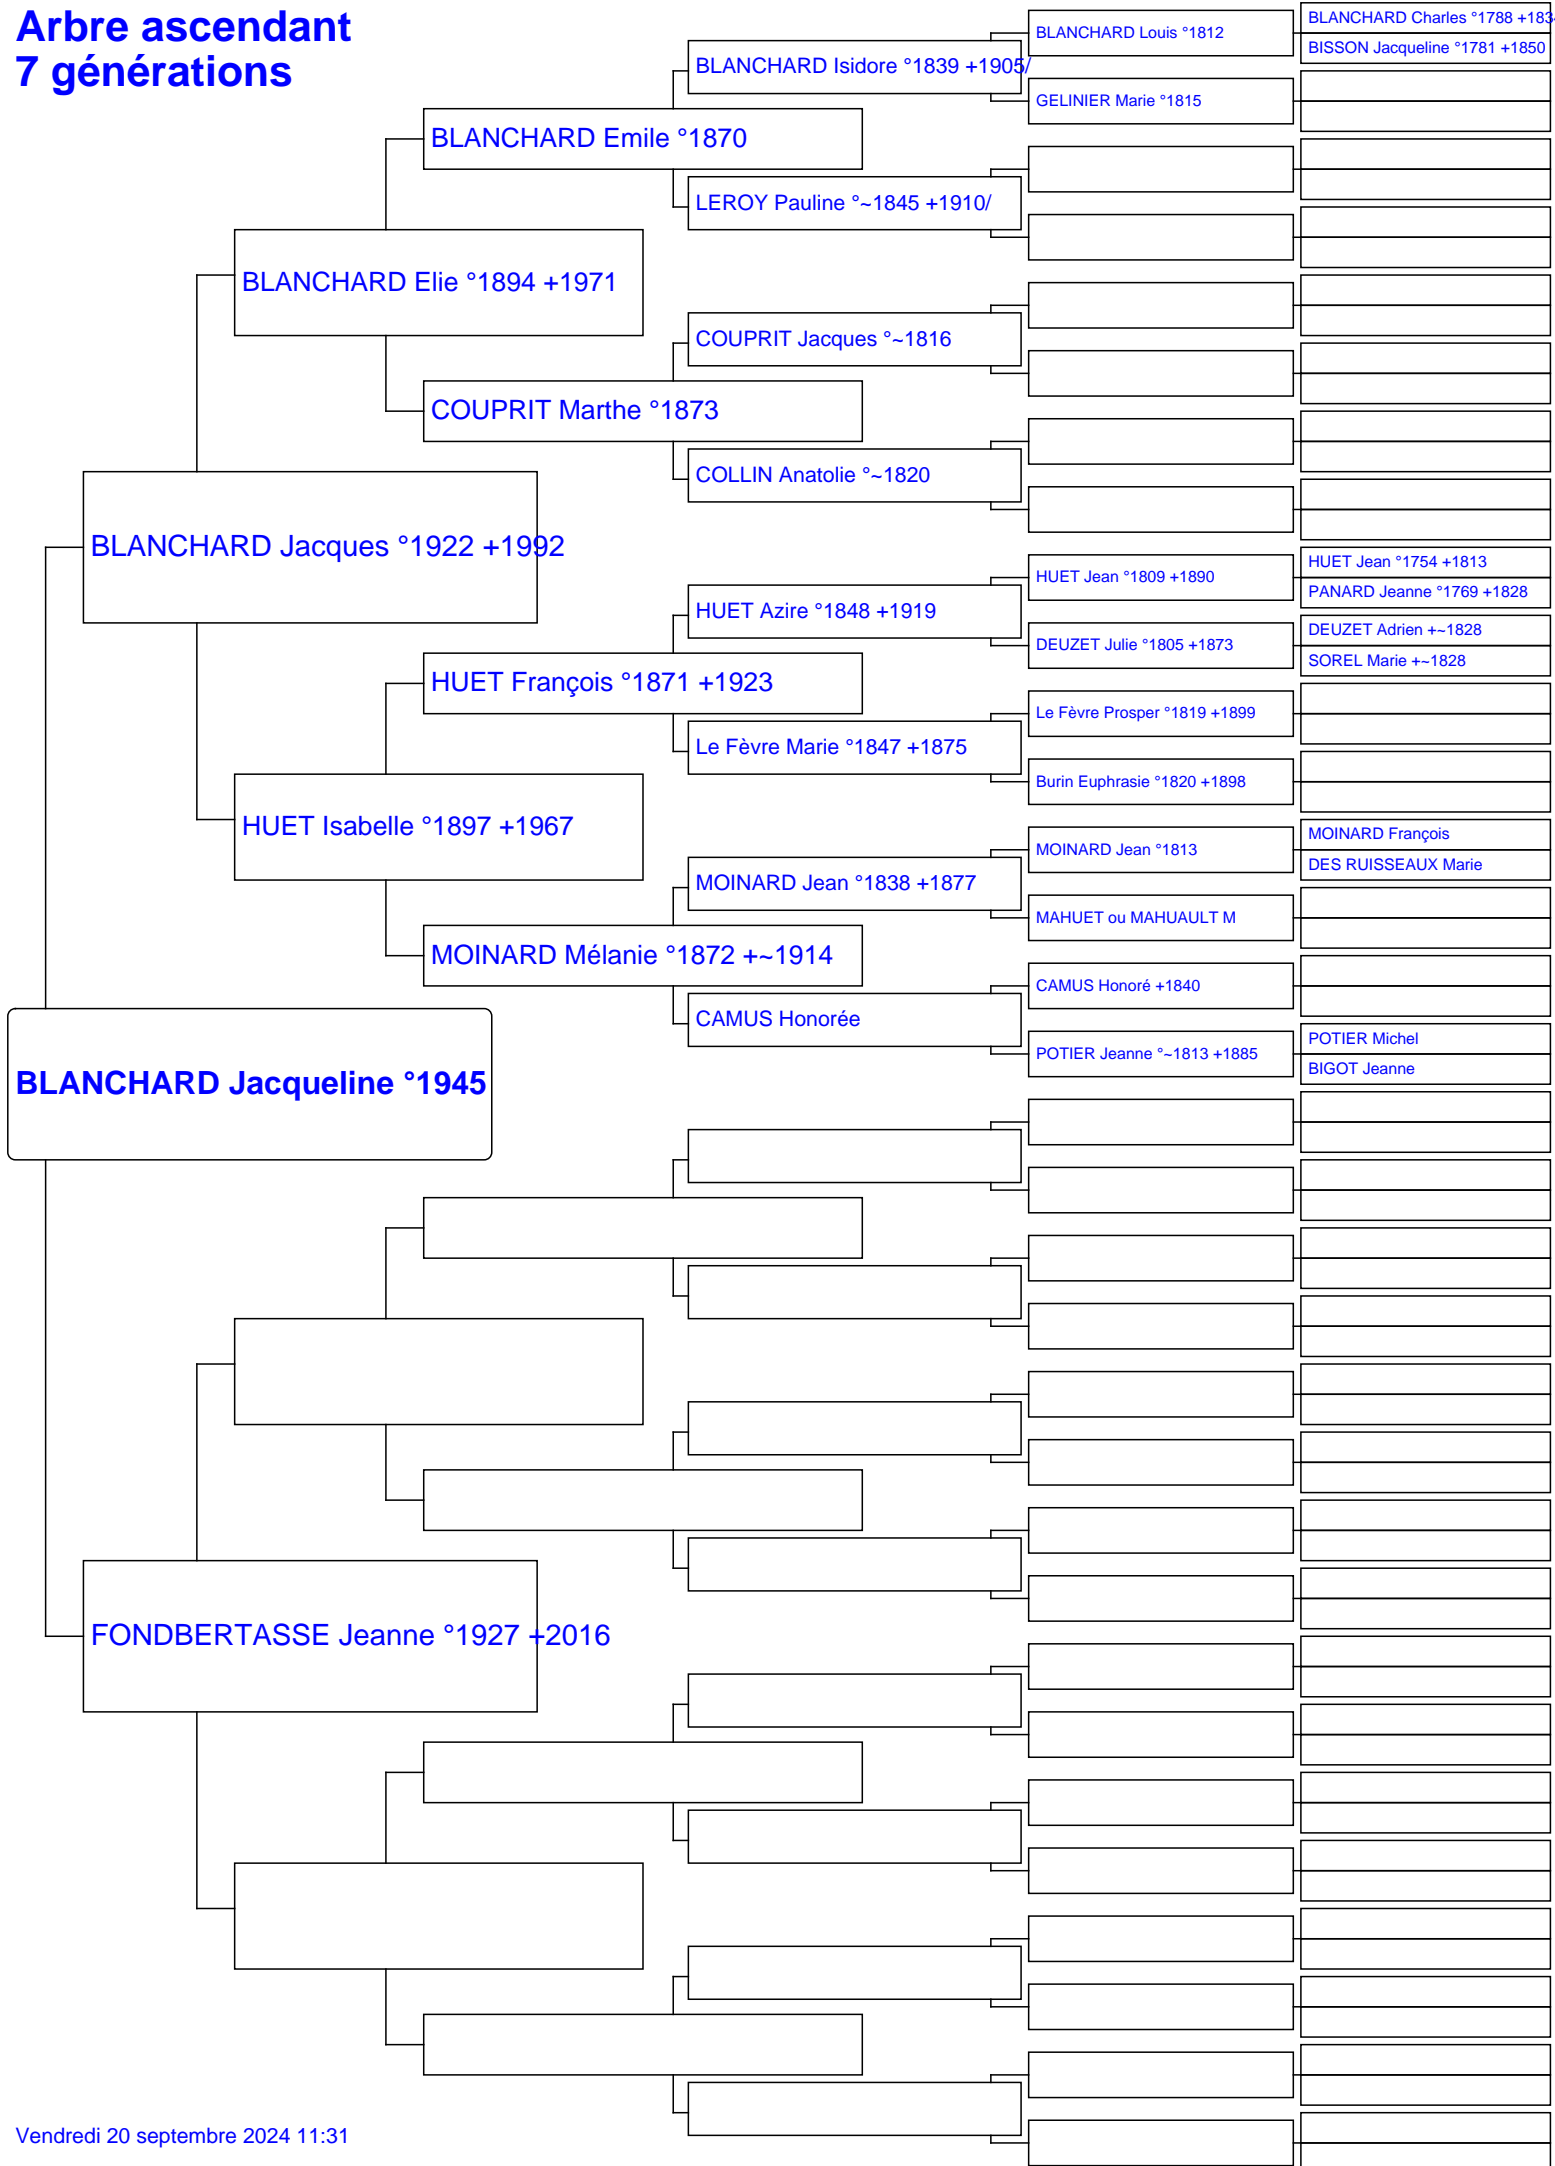 Arbre ascendant
7 générations
BLANCHARD Jacqueline °1945
BLANCHARD Jacques °1922 +1992
FONDBERTASSE Jeanne °1927 +2016
BLANCHARD Elie °1894 +1971
HUET Isabelle °1897 +1967
BLANCHARD Emile °1870
COUPRIT Marthe °1873
HUET François °1871 +1923
MOINARD Mélanie °1872 +~1914
BLANCHARD Isidore °1839 +1905/
LEROY Pauline °~1845 +1910/
COUPRIT Jacques °~1816
COLLIN Anatolie °~1820
HUET Azire °1848 +1919
Le Fèvre Marie °1847 +1875
MOINARD Jean °1838 +1877
CAMUS Honorée
BLANCHARD Louis °1812
GELINIER Marie °1815
HUET Jean °1809 +1890
DEUZET Julie °1805 +1873
Le Fèvre Prosper °1819 +1899
Burin Euphrasie °1820 +1898
MOINARD Jean °1813
MAHUET ou MAHUAULT M
CAMUS Honoré +1840
POTIER Jeanne °~1813 +1885
BLANCHARD Charles °1788
BISSON Jacqueline °1781 +1850
HUET Jean °1754 +1813
PANARD Jeanne °1769 +1828
DEUZET Adrien +~1828
SOREL Marie +~1828
MOINARD François
DES RUISSEAUX Marie
POTIER Michel
BIGOT Jeanne
Vendredi 20 septembre 2024 11:31